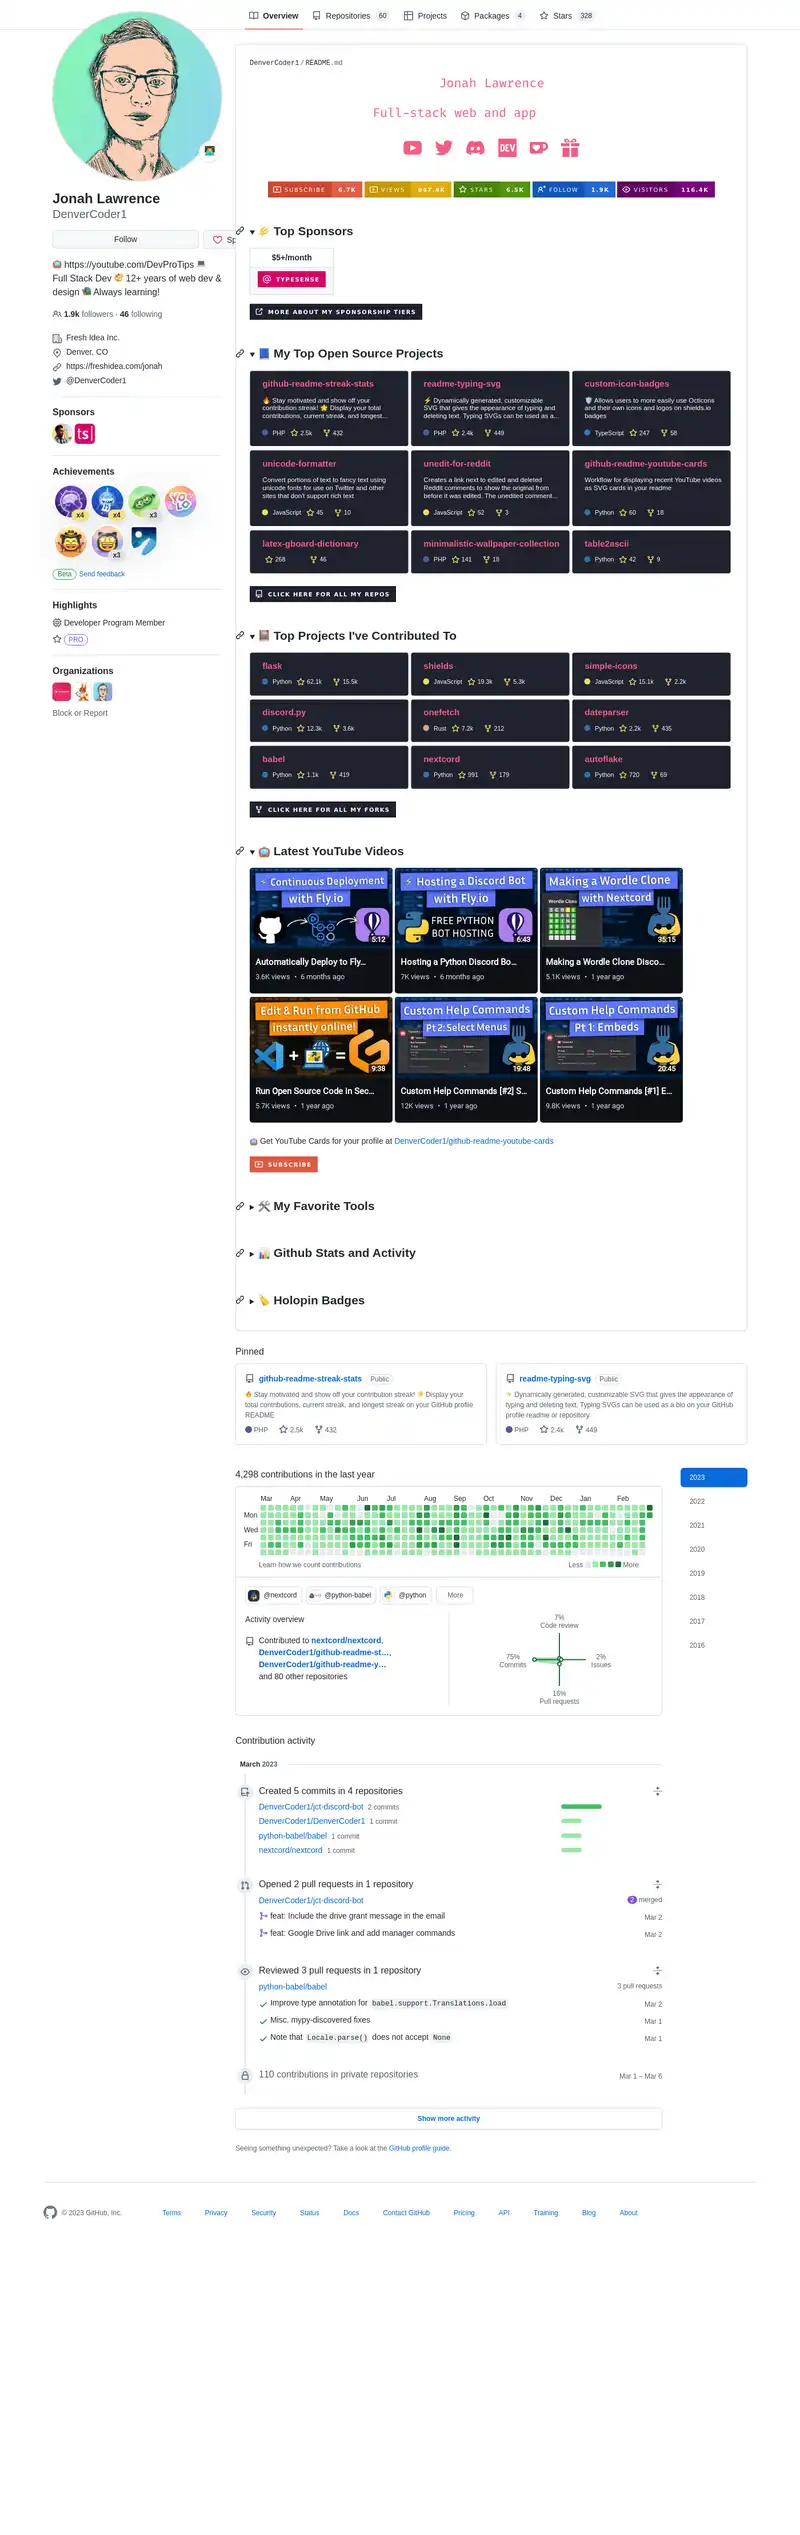 Overview Repositories 60 Projects Packages 4 Stars 328
Jonah Lawrence
DenverCoder1
Follow
Sp
https://youtube.com/DevProTips
Full Stack Dev 12+ years of web dev &
design Always learning!
1.9k followers · 46 following
Fresh Idea Inc.
Denver, CO
https://freshidea.com/jonah
@DenverCoder1
Sponsors
ts
Achievements
x4
x4
x3
YOLO
x3
Beta Send feedback
Highlights
Developer Program Member
PRO
Organizations
Block or Report
DenverCoder1/README.md
Jonah Lawrence
Full-stack web and app
DEV
SUBSCRIBE 6.7K VIEWS 947.4K STARS 6.5K FOLLOW 1.9K VISITORS 116.4K
Top Sponsors
$5+/month
TYPESENSE
MORE ABOUT MY SPONSORSHIP TIERS
My Top Open Source Projects
github-readme-streak-stats
Stay motivated and show off your
contribution streak! Display your total
contributions, current streak, and longest...
PHP 2.5k 432
readme-typing-svg
Dynamically generated, customizable
SVG that gives the appearance of typing and
deleting text. Typing SVGs can be used as a...
PHP 2.4k 449
custom-icon-badges
Allows users to more easily use Octicons
and their own icons and logos on shields.io
badges
TypeScript 247 58
unicode-formatter
Convert portions of text to fancy text using
unicode fonts for use on Twitter and other
sites that don't support rich text
JavaScript 45 10
unedit-for-reddit
Creates a link next to edited and deleted
Reddit comments to show the original from
before it was edited. The unedited comment...
JavaScript 52 3
github-readme-youtube-cards
Workflow for displaying recent YouTube videos
as SVG cards in your readme
Python 60 18
latex-gboard-dictionary
268 46
minimalistic-wallpaper-collection
PHP 141 18
table2ascii
Python 42 9
CLICK HERE FOR ALL MY REPOS
Top Projects I've Contributed To
flask
Python 62.1k 15.5k
shields
JavaScript 19.3k 5.3k
simple-icons
JavaScript 15.1k 2.2k
discord.py
Python 12.3k 3.6k
onefetch
Rust 7.2k 212
dateparser
Python 2.2k 435
babel
Python 1.1k 419
nextcord
Python 991 179
autoflake
Python 720 69
CLICK HERE FOR ALL MY FORKS
Latest YouTube Videos
Continuous Deployment
with Fly.io
5:12
Automatically Deploy to Fly...
3.6K views • 6 months ago
Hosting a Discord Bot
with Fly.io
FREE PYTHON
BOT HOSTING
6:43
Hosting a Python Discord Bo...
7K views • 6 months ago
Making a Wordle Clone
with Nextcord
Wordle Clone
35:15
Making a Wordle Clone Disco...
5.1K views • 1 year ago
Edit & Run from GitHub
instantly online!
9:38
Run Open Source Code in Sec...
5.7K views • 1 year ago
Custom Help Commands
Pt 2: Select Menus
19:48
Custom Help Commands [#2] S...
12K views • 1 year ago
Custom Help Commands
Pt 1: Embeds
20:45
Custom Help Commands [#1] E...
9.8K views • 1 year ago
Get YouTube Cards for your profile at DenverCoder1/github-readme-youtube-cards
SUBSCRIBE
My Favorite Tools
Github Stats and Activity
Holopin Badges
Pinned
github-readme-streak-stats Public
Stay motivated and show off your contribution streak! Display your
total contributions, current streak, and longest streak on your GitHub profile
README
PHP 2.5k 432
readme-typing-svg Public
Dynamically generated, customizable SVG that gives the appearance of
typing and deleting text. Typing SVGs can be used as a bio on your GitHub
profile readme or repository.
PHP 2.4k 449
4,298 contributions in the last year
2023
2022
2021
2020
2019
2018
2017
2016
Mar Apr May Jun Jul Aug Sep Oct Nov Dec Jan Feb
Mon
Wed
Fri
Learn how we count contributions
Less More
@nextcord @python-babel @python More
Activity overview
Contributed to nextcord/nextcord,
DenverCoder1/github-readme-st...,
DenverCoder1/github-readme-y...
and 80 other repositories
7%
Code review
75%
Commits
2%
Issues
16%
Pull requests
Contribution activity
March 2023
Created 5 commits in 4 repositories
DenverCoder1/jct-discord-bot 2 commits
DenverCoder1/DenverCoder1 1 commit
python-babel/babel 1 commit
nextcord/nextcord 1 commit
Opened 2 pull requests in 1 repository
DenverCoder1/jct-discord-bot 2 merged
feat: Include the drive grant message in the email Mar 2
feat: Google Drive link and add manager commands Mar 2
Reviewed 3 pull requests in 1 repository
python-babel/babel 3 pull requests
Improve type annotation for babel.support.Translations.load Mar 2
Misc. mypy-discovered fixes Mar 1
Note that Locale.parse() does not accept None Mar 1
110 contributions in private repositories Mar 1 – Mar 6
Show more activity
Seeing something unexpected? Take a look at the GitHub profile guide.
© 2023 GitHub, Inc. Terms Privacy Security Status Docs Contact GitHub Pricing API Training Blog About